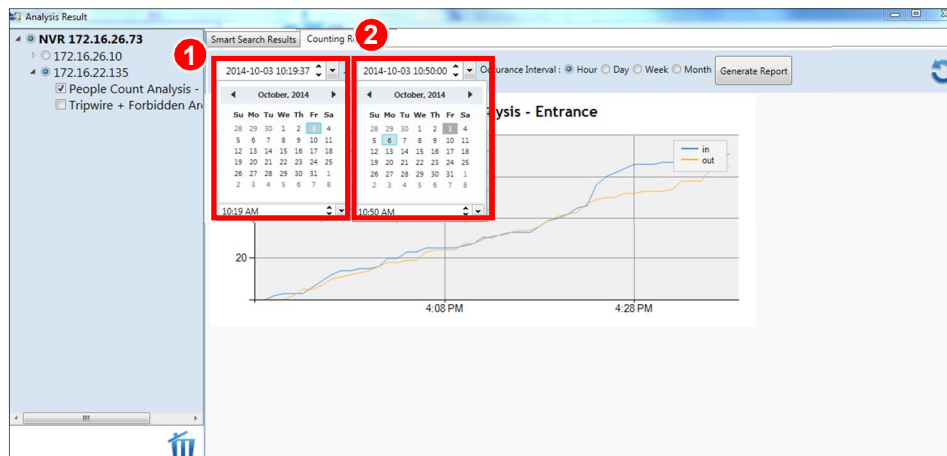 Analysis Result
NVR 172.16.26.73
172.16.26.10
172.16.22.135
People Count Analysis -
Tripwire + Forbidden Are
1
2
Smart Search Results
Counting R
2014-10-03 10:19:37
2014-10-03 10:50:00
Occurance Interval :
Hour
Day
Week
Month
Generate Report
October, 2014
Su Mo Tu We Th Fr Sa
28 29 30 1 2 3 4
5 6 7 8 9 10 11
12 13 14 15 16 17 18
19 20 21 22 23 24 25
26 27 28 29 30 31 1
2 3 4 5 6 7 8
10:19 AM
October, 2014
Su Mo Tu We Th Fr Sa
28 29 30 1 2 3 4
5 6 7 8 9 10 11
12 13 14 15 16 17 18
19 20 21 22 23 24 25
26 27 28 29 30 31 1
2 3 4 5 6 7 8
10:50 AM
ysis - Entrance
in
out
20
4:08 PM
4:28 PM